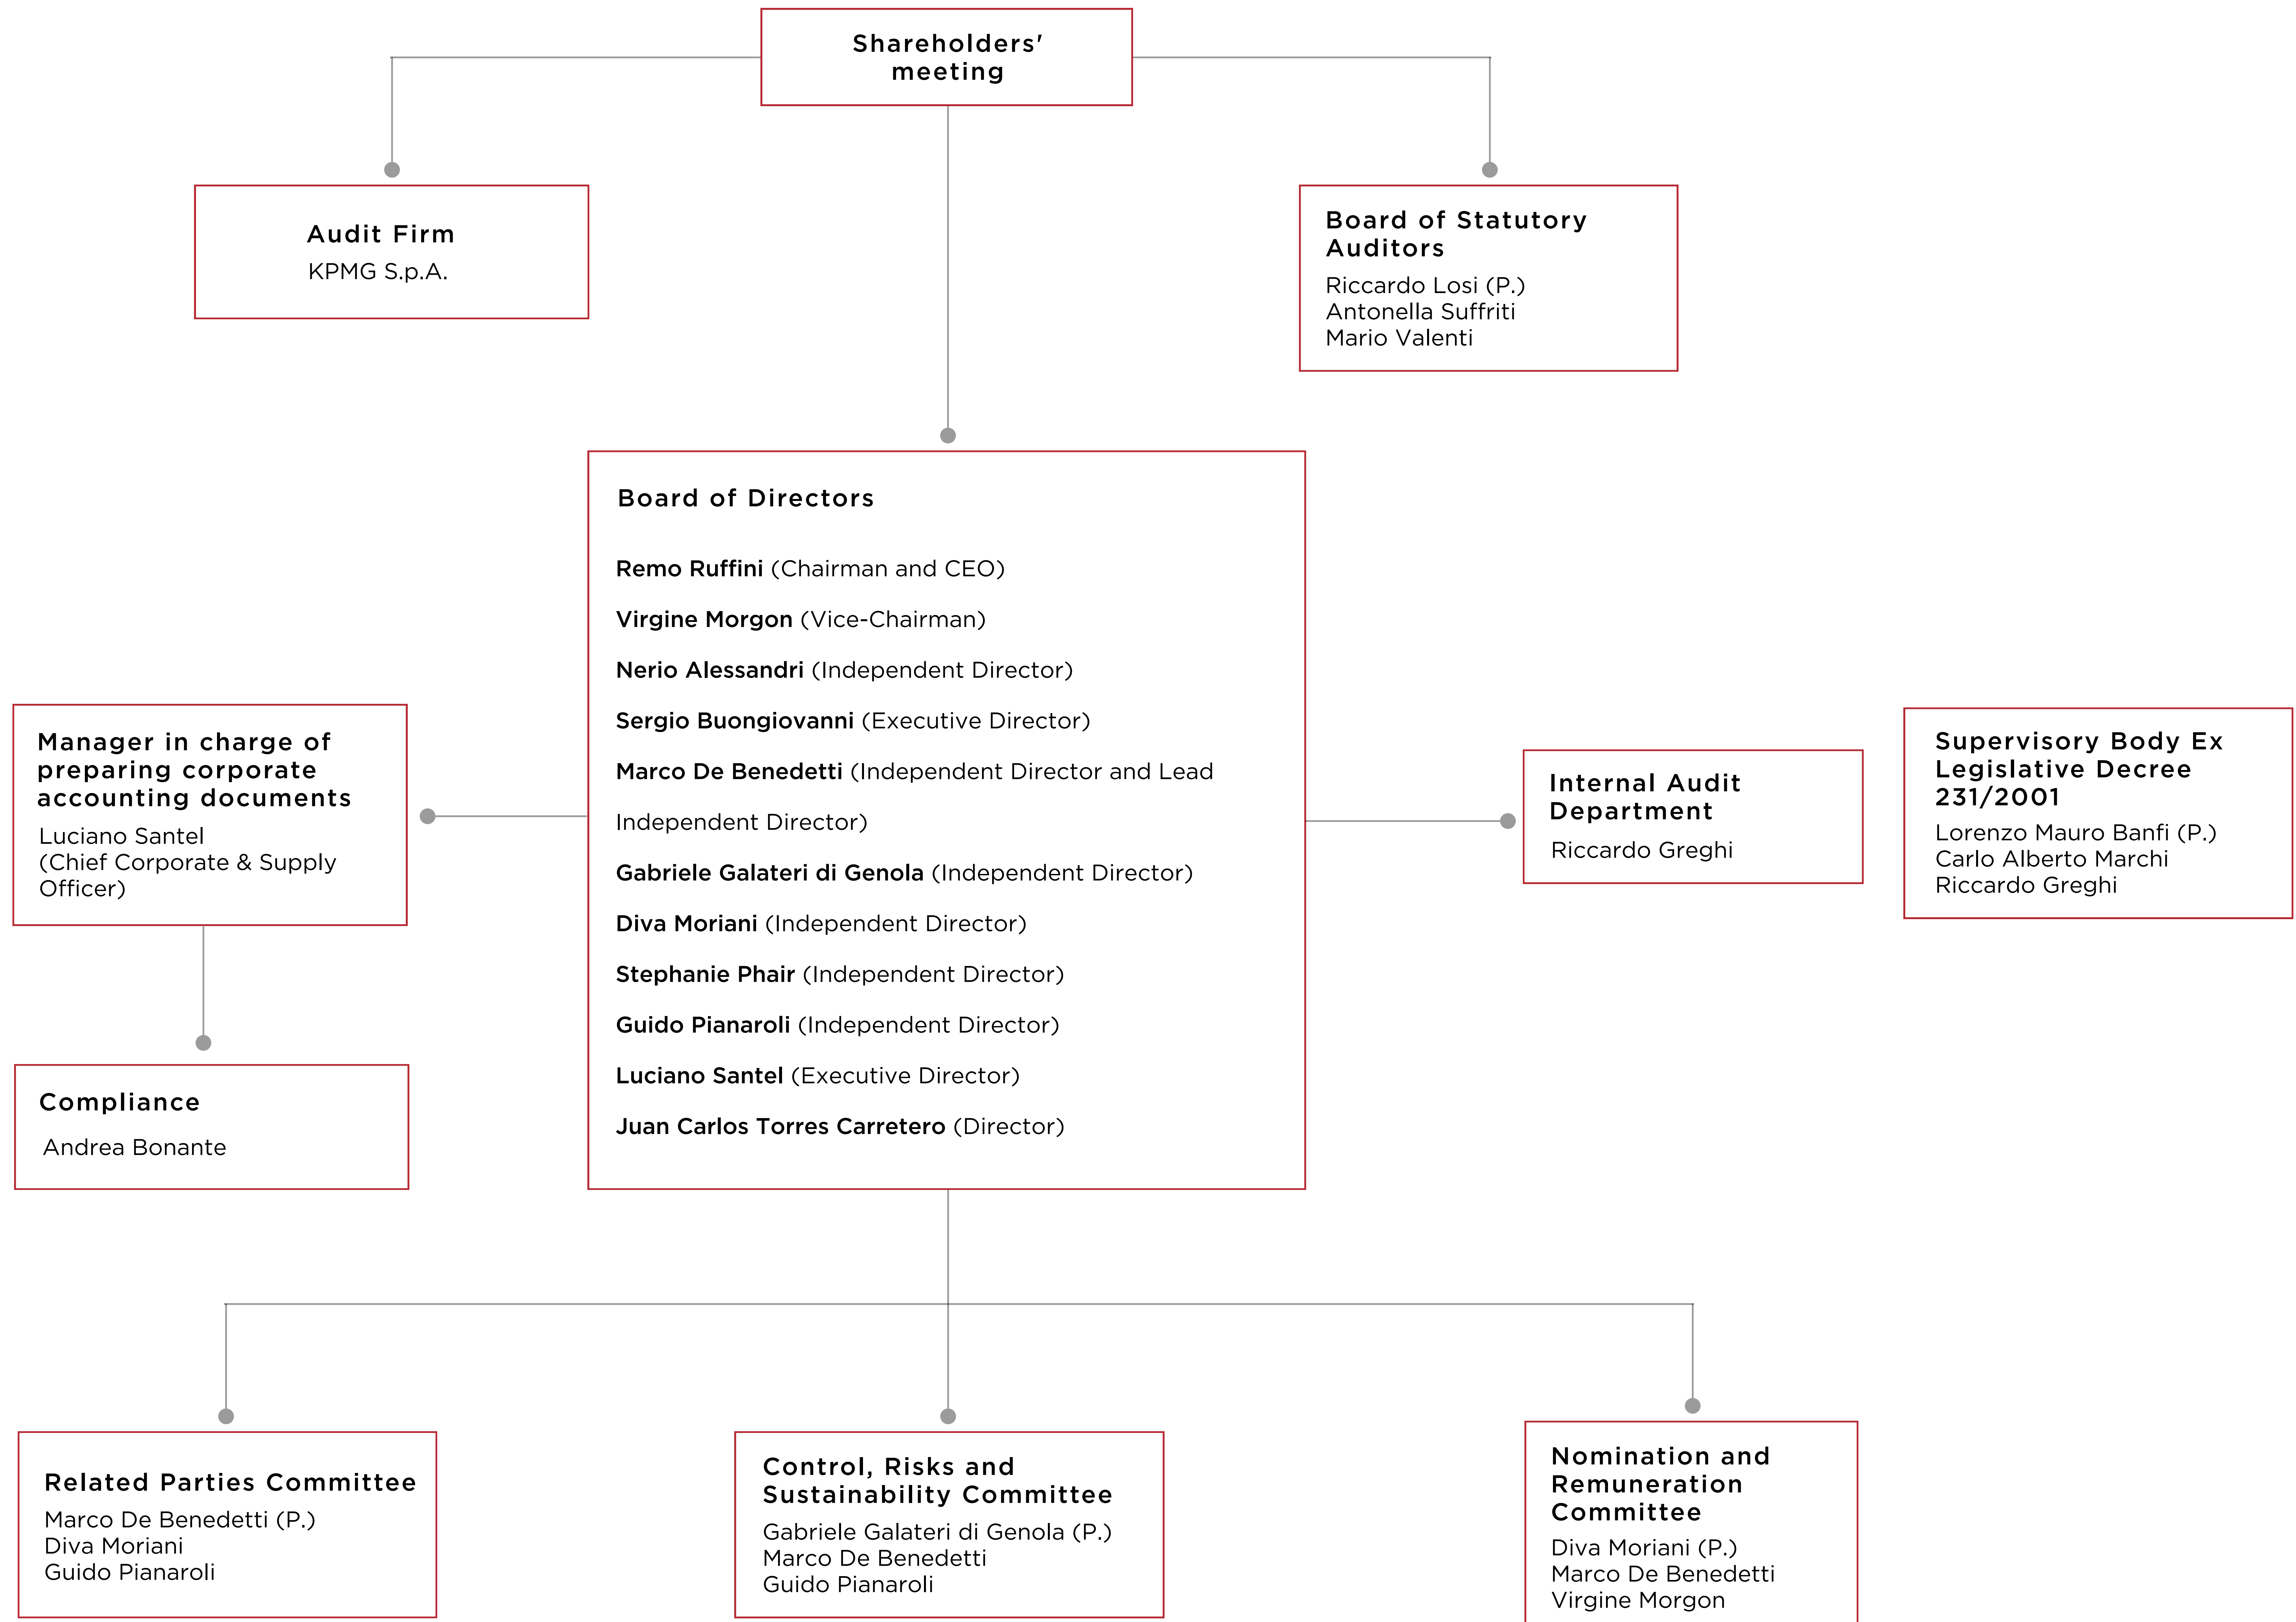 Shareholders'
meeting
Audit Firm
KPMG S.p.A.
Board of Statutory
Auditors
Riccardo Losi (P.)
Antonella Suffriti
Mario Valenti
Board of Directors
Remo Ruffini (Chairman and CEO)
Virgine Morgon (Vice-Chairman)
Nerio Alessandri (Independent Director)
Sergio Buongiovanni (Executive Director)
Marco De Benedetti (Independent Director and Lead
Independent Director)
Gabriele Galateri di Genola (Independent Director)
Diva Moriani (Independent Director)
Stephanie Phair (Independent Director)
Guido Pianaroli (Independent Director)
Luciano Santel (Executive Director)
Juan Carlos Torres Carretero (Director)
Manager in charge of
preparing corporate
accounting documents
Luciano Santel
(Chief Corporate & Supply
Officer)
Internal Audit
Department
Riccardo Greghi
Supervisory Body Ex
Legislative Decree
231/2001
Lorenzo Mauro Banfi (P.)
Carlo Alberto Marchi
Riccardo Greghi
Compliance
Andrea Bonante
Related Parties Committee
Marco De Benedetti (P.)
Diva Moriani
Guido Pianaroli
Control, Risks and
Sustainability Committee
Gabriele Galateri di Genola (P.)
Marco De Benedetti
Guido Pianaroli
Nomination and
Remuneration
Committee
Diva Moriani (P.)
Marco De Benedetti
Virgine Morgon